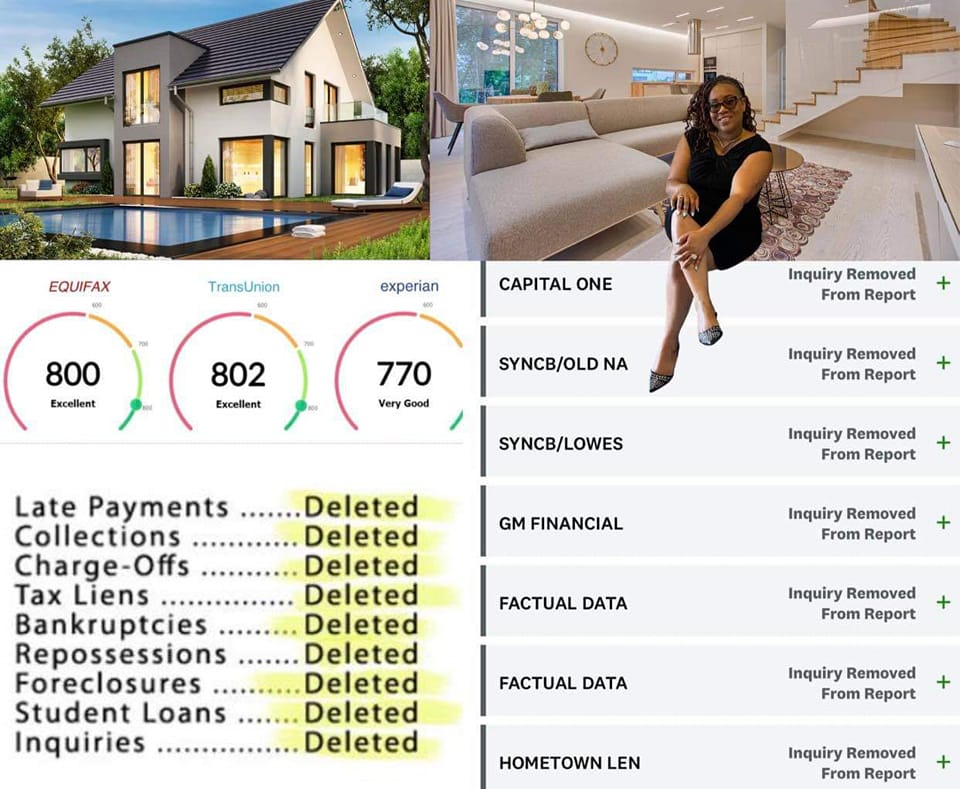 EQUIFAX
TransUnion
experian
600
600
600
700
700
800
802
770
Excellent
Excellent
Very Good
800
800
Late Payments .......Deleted
Collections ............Deleted
Charge-Offs ...........Deleted
Tax Liens ...............Deleted
Bankruptcies .........Deleted
Repossessions .......Deleted
Foreclosures ..........Deleted
Student Loans .......Deleted
Inquiries ................Deleted
CAPITAL ONE
Inquiry Removed
From Report
+
SYNCB/OLD NA
Inquiry Removed
From Report
+
SYNCB/LOWES
Inquiry Removed
From Report
+
GM FINANCIAL
Inquiry Removed
From Report
+
FACTUAL DATA
Inquiry Removed
From Report
+
FACTUAL DATA
Inquiry Removed
From Report
+
HOMETOWN LEN
Inquiry Removed
From Report
+